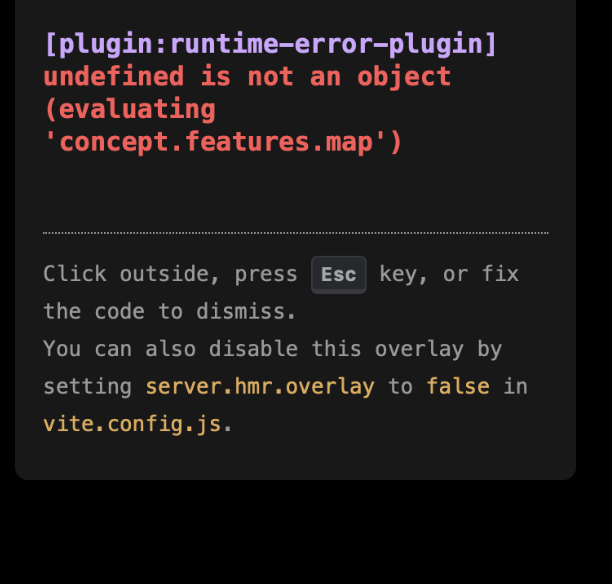 [plugin:runtime-error-plugin]
undefined is not an object
(evaluating
'concept.features.map')
Click outside, press Esc key, or fix
the code to dismiss.
You can also disable this overlay by
setting server.hmr.overlay to false in
vite.config.js.